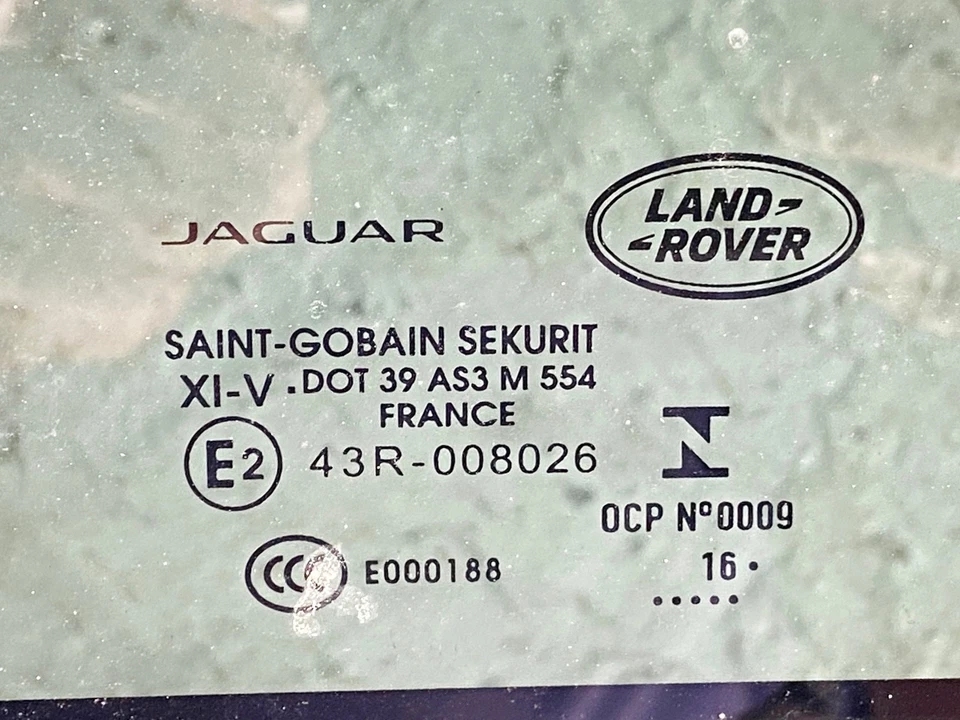 JAGUAR
LAND
ROVER
SAINT-GOBAIN SEKURIT
XI-V .DOT 39 AS3 M 554
FRANCE
E2 43R-008026
OCP Nº0009
CCC E000188
16 •
•••••